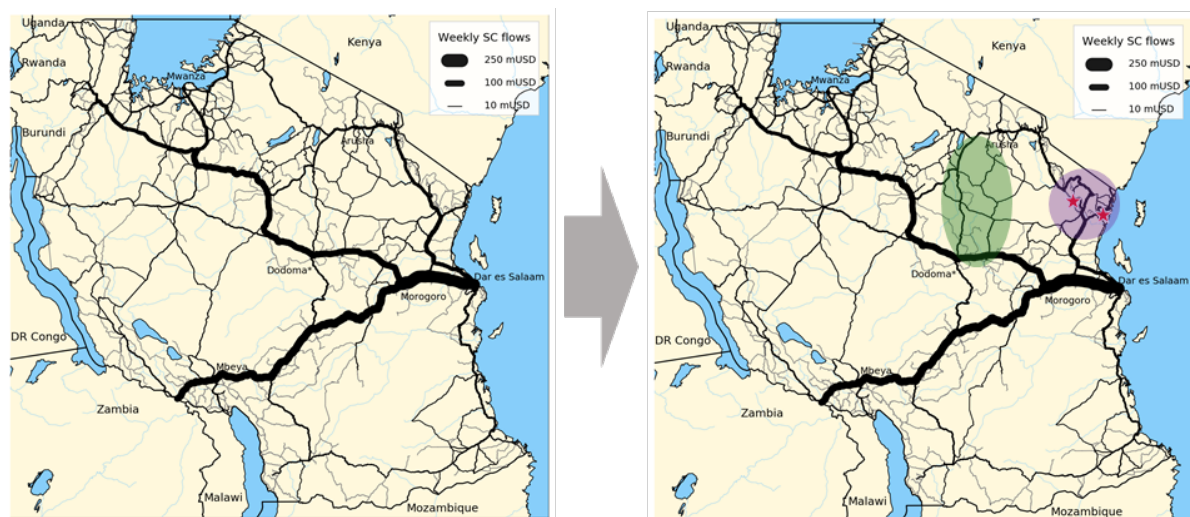 Uganda
Kenya
Weekly SC flows
250 mUSD
100 mUSD
10 mUSD
Rwanda
Mwanza
Burundi
Arusha
Dodoma*
Dar es Salaam
Morogoro
DR Congo
Mbeya
Zambia
Malawi
Mozambique
Uganda
Kenya
Weekly SC flows
250 mUSD
100 mUSD
10 mUSD
Rwanda
Mwanza
Burundi
Arusha
Dodoma*
Dar es Salaam
Morogoro
DR Congo
Mbeya
Zambia
Malawi
Mozambique